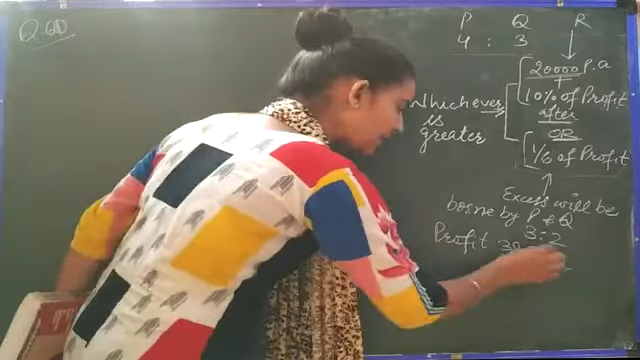 Q.60
P Q R
4 : 3
20000 P.a
+
10% of Profit
after
OR
1/6 of Profit
Whichever
is
greater
Excess will be
borne by P & Q
3:2
Profit